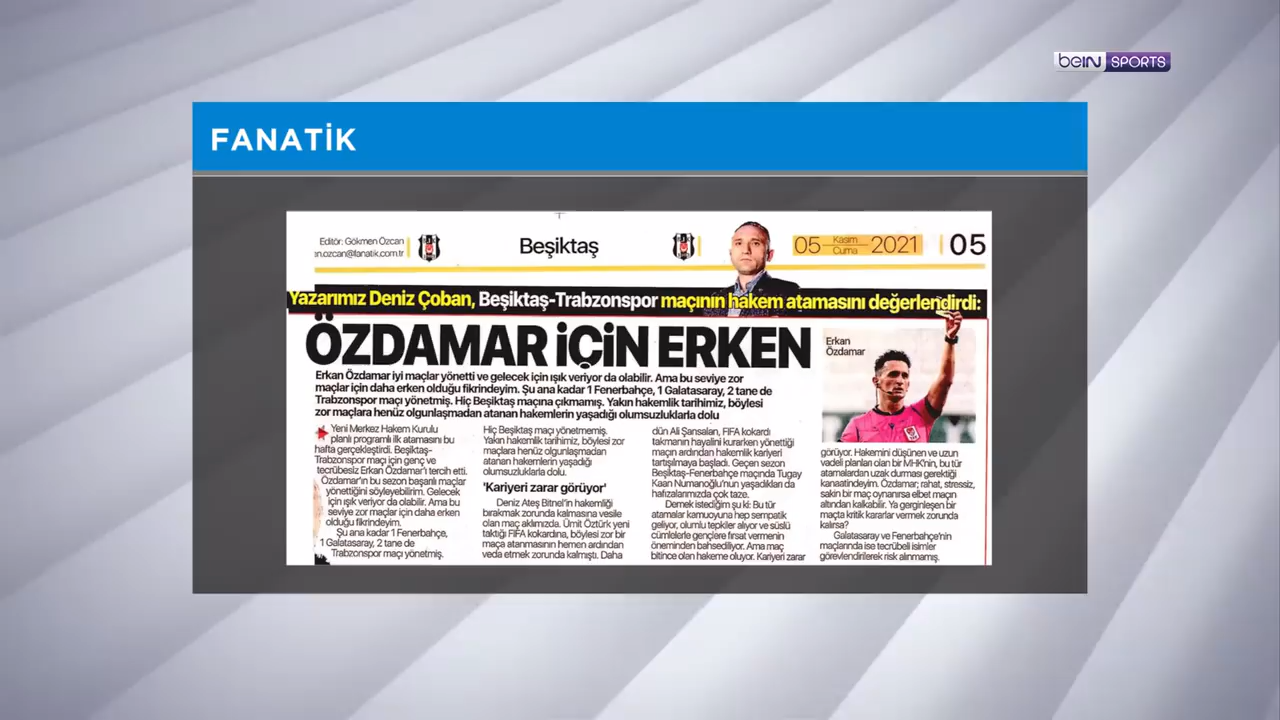 beIN SPORTS
FANATİK
Editör: Gökmen Özcan
n.ozcan@fanatik.com.tr
Beşiktaş
05 Kasım Cuma 2021
05
Yazarımız Deniz Çoban, Beşiktaş-Trabzonspor maçının hakem atamasını değerlendirdi:
ÖZDAMAR İÇİN ERKEN
Erkan Özdamar iyi maçlar yönetti ve gelecek için ışık veriyor da olabilir. Ama bu seviye zor
maçlar için daha erken olduğu fikrindeyim. Şu ana kadar 1 Fenerbahçe, 1 Galatasaray, 2 tane de
Trabzonspor maçı yönetmiş. Hiç Beşiktaş maçına çıkmamış. Yakın hakemlik tarihimiz, böylesi
zor maçlara henüz olgunlaşmadan atanan hakemlerin yaşadığı olumsuzluklarla dolu
Erkan
Özdamar
Yeni Merkez Hakem Kurulu
planlı programlı ilk atamasını bu
hafta gerçekleştirdi. Beşiktaş-
Trabzonspor maçı için genç ve
tecrübesiz Erkan Özdamar'ı tercih etti.
Özdamar'ın bu sezon başarılı maçlar
yönettiğini söyleyebilirim. Gelecek
için ışık veriyor da olabilir. Ama bu
seviye zor maçlar için daha erken
olduğu fikrindeyim.
Şu ana kadar 1 Fenerbahçe,
1 Galatasaray, 2 tane de
Trabzonspor maçı yönetmiş.
Hiç Beşiktaş maçı yönetmemiş.
Yakın hakemlik tarihimiz, böylesi zor
maçlara henüz olgunlaşmadan
atanan hakemlerin yaşadığı
olumsuzluklarla dolu.
'Kariyeri zarar görüyor'
Deniz Ateş Bitnel'in hakemliği
bırakmak zorunda kalmasına vesile
olan maç aklımızda. Ümit Öztürk yeni
taktığı FIFA kokardına, böylesi zor bir
maça atanmasının hemen ardından
veda etmek zorunda kalmıştı. Daha
dün Ali Şansalan, FIFA kokardı
takmanın hayalini kurarken yönettiği
maçın ardından hakemlik kariyeri
tartışılmaya başladı. Geçen sezon
Beşiktaş-Fenerbahçe maçında Tugay
Kaan Numanoğlu'nun yaşadıkları da
hafızalarımızda çok taze.
Demek istediğim şu ki: Bu tür
atamalar kamuoyuna hep sempatik
geliyor, olumlu tepkiler alıyor ve süslü
cümlelerle gençlere fırsat vermenin
öneminden bahsediliyor. Ama maç
bitince olan hakeme oluyor. Kariyeri zarar
görüyor. Hakemini düşünen ve uzun
vadeli planları olan bir MHK'nin, bu tür
atamalardan uzak durması gerektiği
kanaatindeyim. Özdamar; rahat, stressiz,
sakin bir maç oynanırsa elbet maçın
altından kalkabilir. Ya gerginleşen bir
maçta kritik kararlar vermek zorunda
kalırsa?
Galatasaray ve Fenerbahçe'nin
maçlarında ise tecrübeli isimler
görevlendirilerek risk alınmamış.